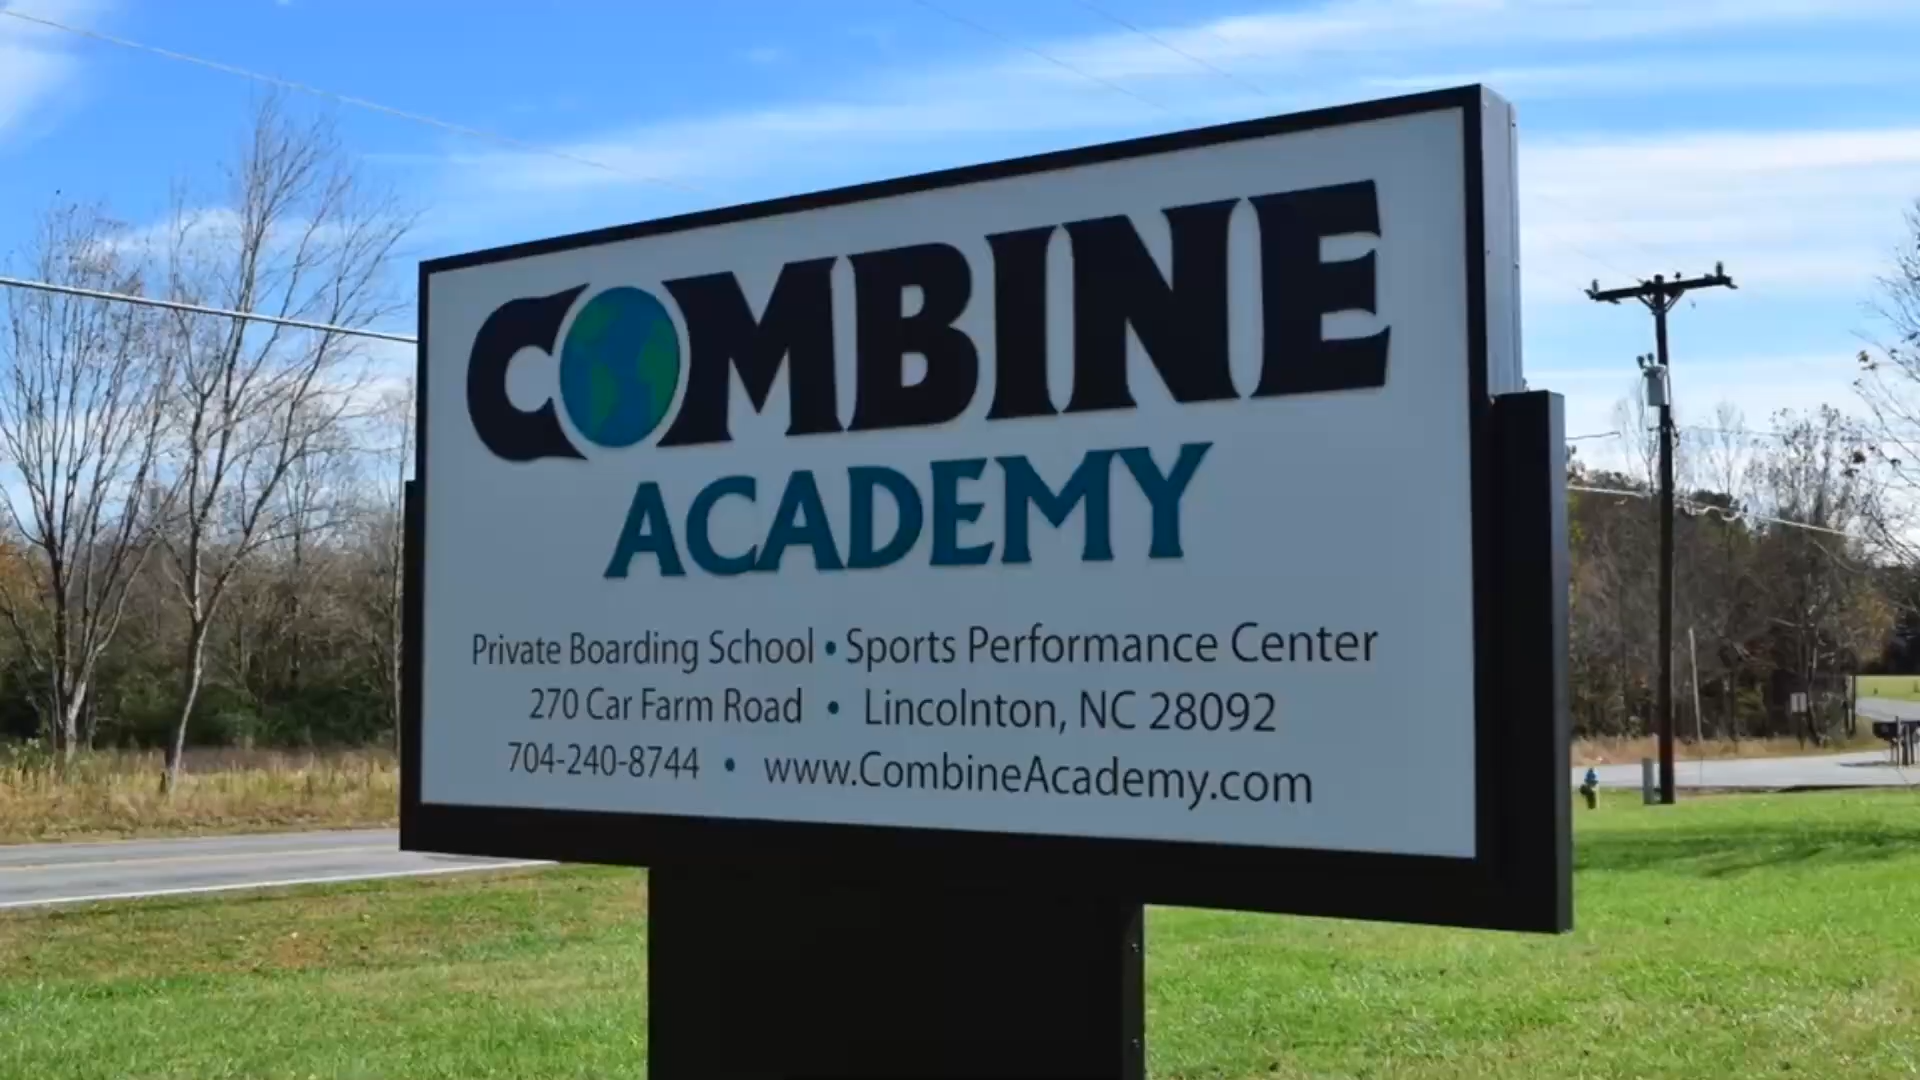 COMBINE
ACADEMY
Private Boarding School • Sports Performance Center
270 Car Farm Road • Lincolnton, NC 28092
704-240-8744 • www.CombineAcademy.com